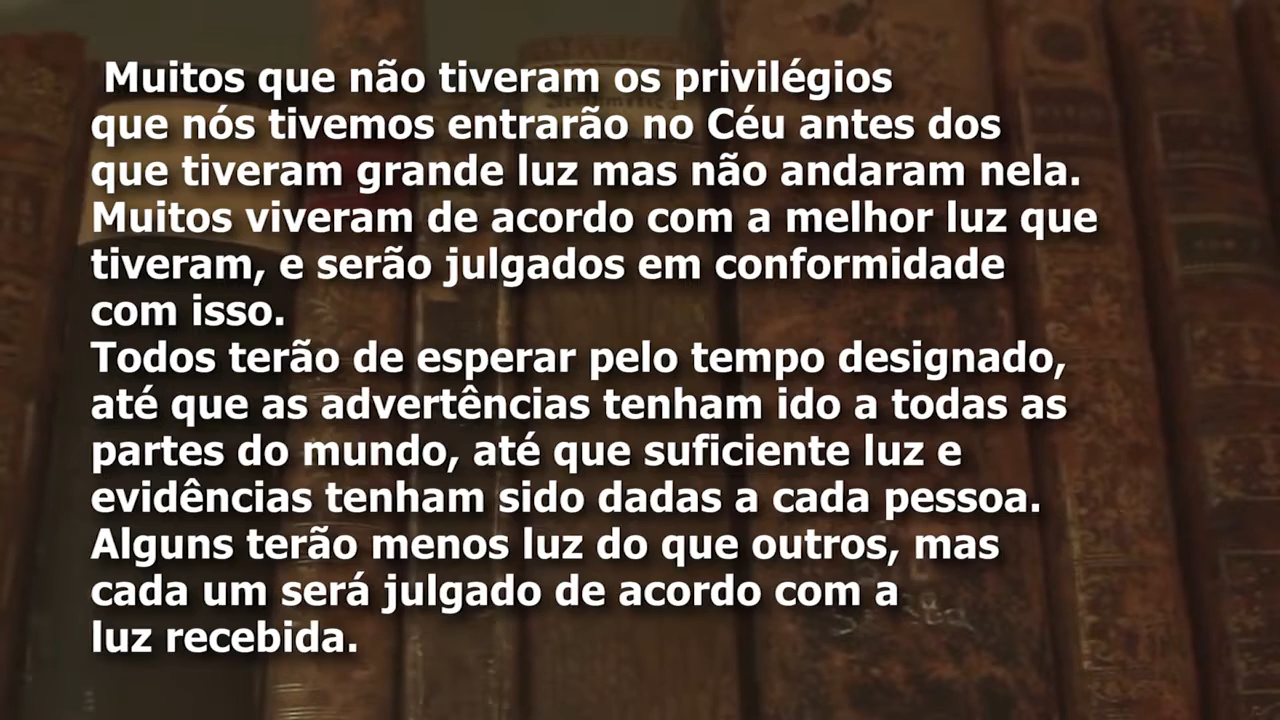 Muitos que não tiveram os privilégios
que nós tivemos entrarão no Céu antes dos
que tiveram grande luz mas não andaram nela.
Muitos viveram de acordo com a melhor luz que
tiveram, e serão julgados em conformidade
com isso.
Todos terão de esperar pelo tempo designado,
até que as advertências tenham ido a todas as
partes do mundo, até que suficiente luz e
evidências tenham sido dadas a cada pessoa.
Alguns terão menos luz do que outros, mas
cada um será julgado de acordo com a
luz recebida.